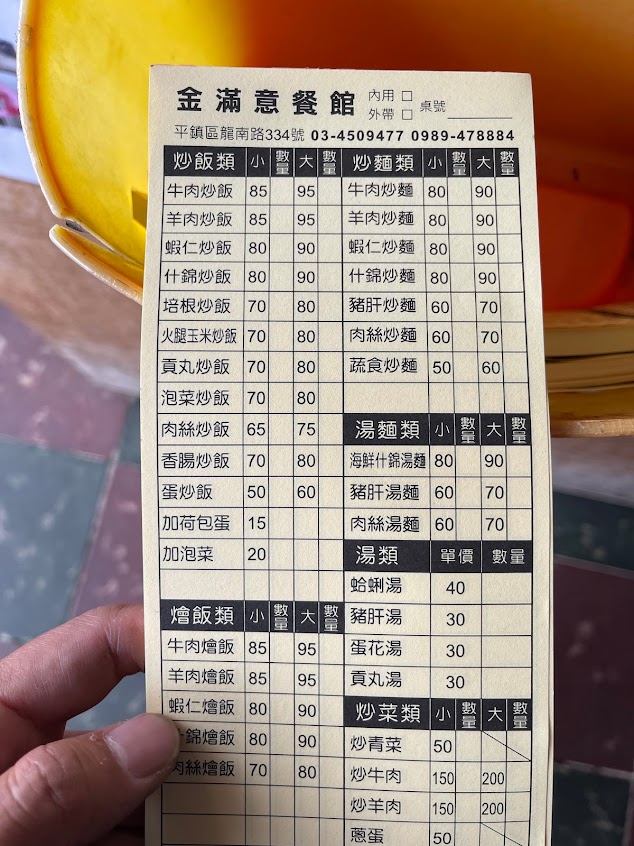 金滿意餐館 內用 □ 桌號
外帶 □
平鎮區龍南路334號 03-4509477 0989-478884
炒飯類 小 數量 大 數量
牛肉炒飯 85 95
羊肉炒飯 85 95
蝦仁炒飯 80 90
什錦炒飯 80 90
培根炒飯 70 80
火腿玉米炒飯 70 80
貢丸炒飯 70 80
泡菜炒飯 70 80
肉絲炒飯 65 75
香腸炒飯 70 80
蛋炒飯 50 60
加荷包蛋 15
加泡菜 20
燴飯類 小 數量 大 數量
牛肉燴飯 85 95
羊肉燴飯 85 95
蝦仁燴飯 80 90
什錦燴飯 80 90
肉絲燴飯 70 80
炒麵類 小 數量 大 數量
牛肉炒麵 80 90
羊肉炒麵 80 90
蝦仁炒麵 80 90
什錦炒麵 80 90
豬肝炒麵 60 70
肉絲炒麵 60 70
蔬食炒麵 50 60
湯麵類 小 數量 大 數量
海鮮什錦湯麵 80 90
豬肝湯麵 60 70
肉絲湯麵 60 70
湯類 單價 數量
蛤蜊湯 40
豬肝湯 30
蛋花湯 30
貢丸湯 30
炒菜類 小 數量 大 數量
炒青菜 50
炒牛肉 150 200
炒羊肉 150 200
蔥蛋 50